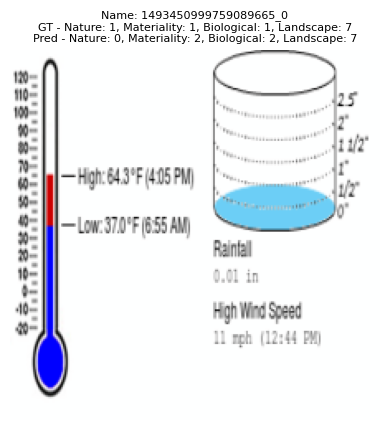 Name: 1493450999759089665_0
GT - Nature: 1, Materiality: 1, Biological: 1, Landscape: 7
Pred - Nature: 0, Materiality: 2, Biological: 2, Landscape: 7
120
110
100
90
80
70
60
50
40
30
20
10
0
-10
-20
High: 64.3°F (4:05 PM)
Low: 37.0°F (6:55 AM)
2.5"
2"
1 1/2"
1"
1/2"
0"
Rainfall
0.01 in
High Wind Speed
11 mph (12:44 PM)